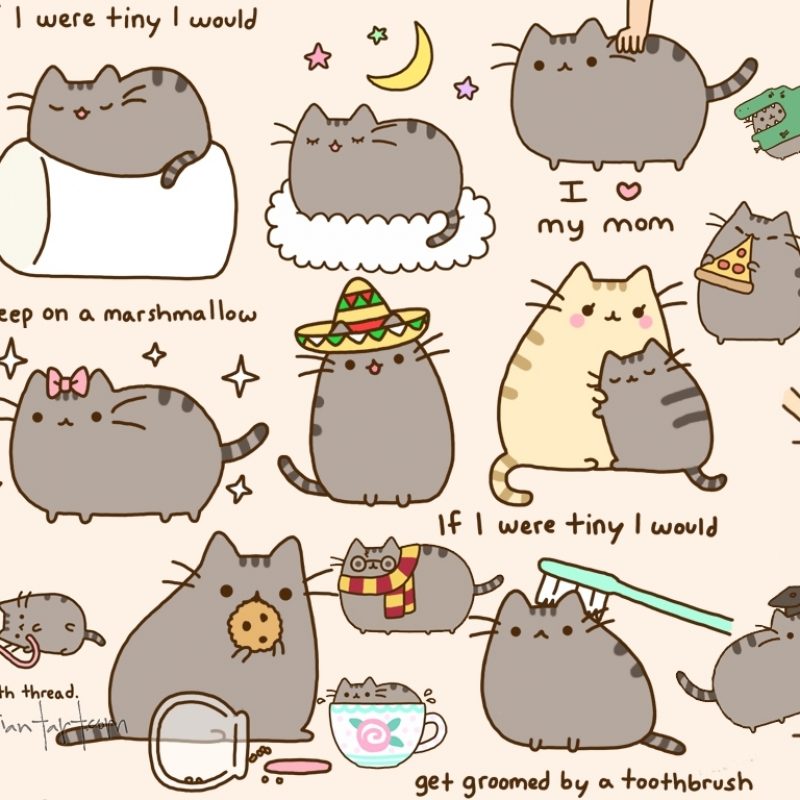 I were tiny I would
eep on a marshmallow
I ♥
my mom
If I were tiny I would
th thread.
get groomed by a toothbrush